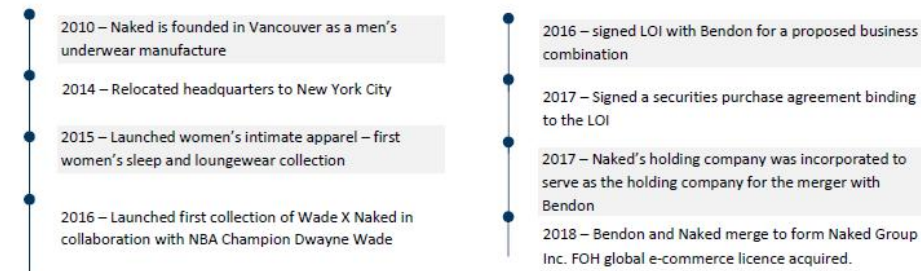 2010 – Naked is founded in Vancouver as a men's
underwear manufacture
2014 – Relocated headquarters to New York City
2015 – Launched women's intimate apparel – first
women's sleep and loungewear collection
2016 – Launched first collection of Wade X Naked in
collaboration with NBA Champion Dwayne Wade
2016 – signed LOI with Bendon for a proposed business
combination
2017 – Signed a securities purchase agreement binding
to the LOI
2017 – Naked's holding company was incorporated to
serve as the holding company for the merger with
Bendon
2018 – Bendon and Naked merge to form Naked Group
Inc. FOH global e-commerce licence acquired.